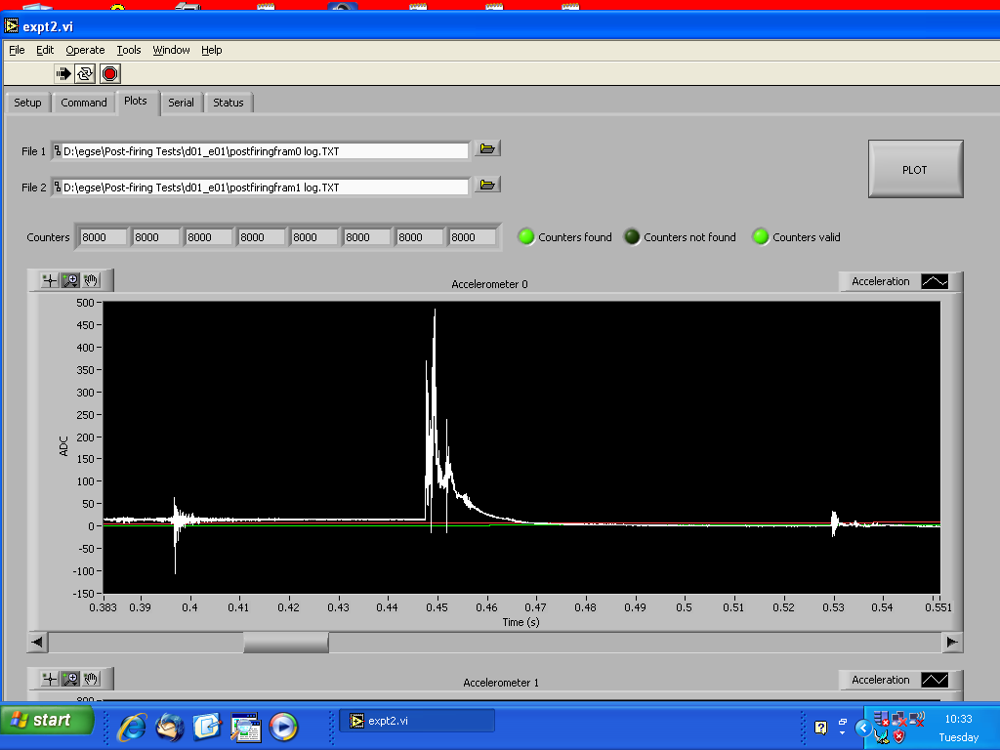 expt2.vi
File Edit Operate Tools Window Help
Setup Command Plots Serial Status
File 1 D:\egse\Post-firing Tests\d01_e01\postfiringfram0 log.TXT
PLOT
File 2 D:\egse\Post-firing Tests\d01_e01\postfiringfram1 log.TXT
Counters 8000 8000 8000 8000 8000 8000 8000 8000 Counters found Counters not found Counters valid
Accelerometer 0 Acceleration
500
450
400
350
300
250
200
150
100
50
0
-50
-100
-150
ADC
0.383 0.39 0.4 0.41 0.42 0.43 0.44 0.45 0.46 0.47 0.48 0.49 0.5 0.51 0.52 0.53 0.54 0.551
Time (s)
Accelerometer 1 Acceleration
800
start expt2.vi 10:33
Tuesday